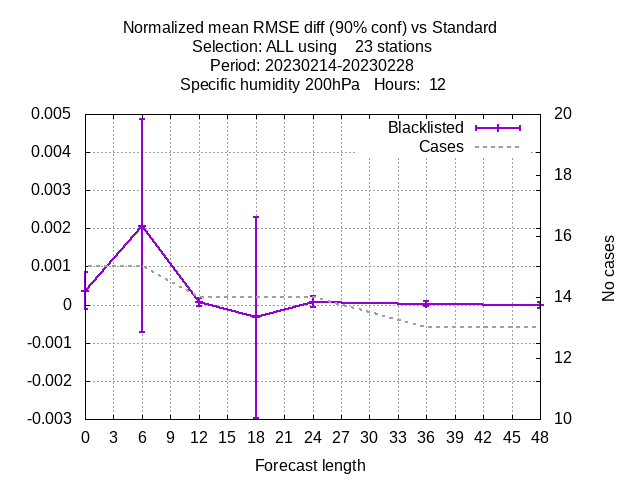 Normalized mean RMSE diff (90% conf) vs Standard
Selection: ALL using    23 stations
Period: 20230214-20230228
Specific humidity 200hPa   Hours:  12
Blacklisted
Cases
0.005
0.004
0.003
0.002
0.001
0
-0.001
-0.002
-0.003
20
18
16
14
12
10
No cases
0 3 6 9 12 15 18 21 24 27 30 33 36 39 42 45 48
Forecast length